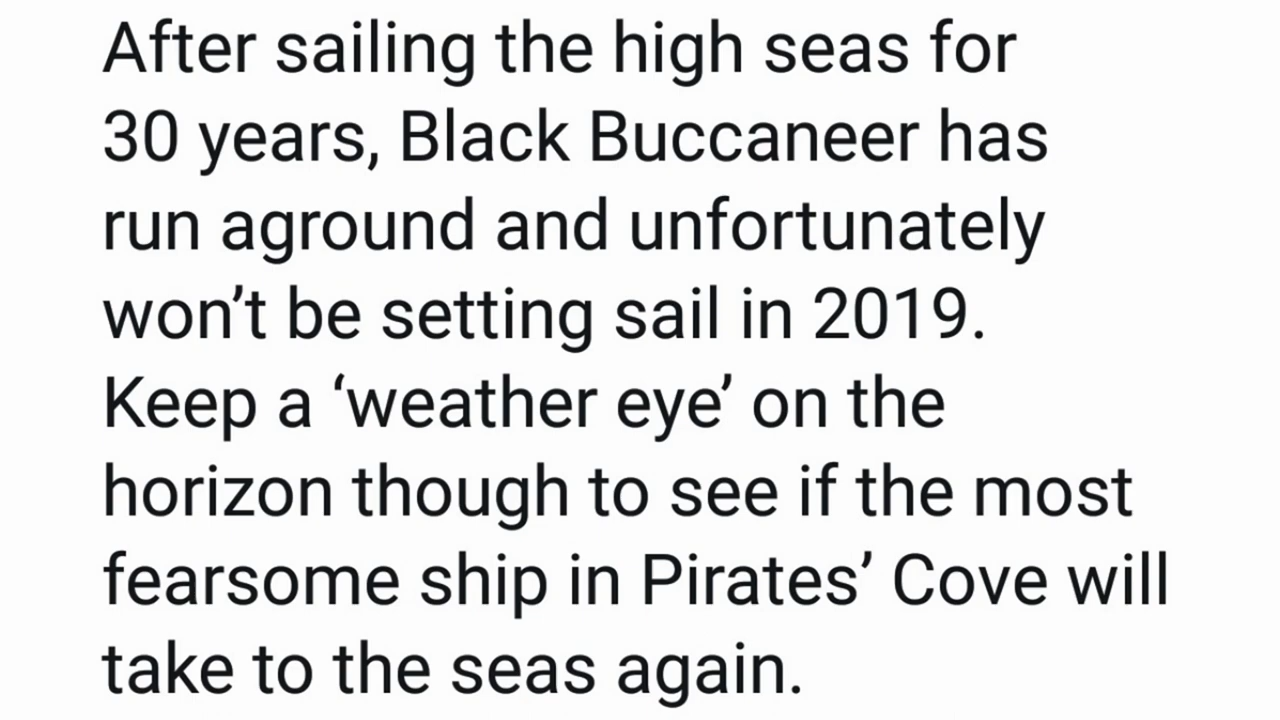 After sailing the high seas for
30 years, Black Buccaneer has
run aground and unfortunately
won’t be setting sail in 2019.
Keep a ‘weather eye’ on the
horizon though to see if the most
fearsome ship in Pirates’ Cove will
take to the seas again.